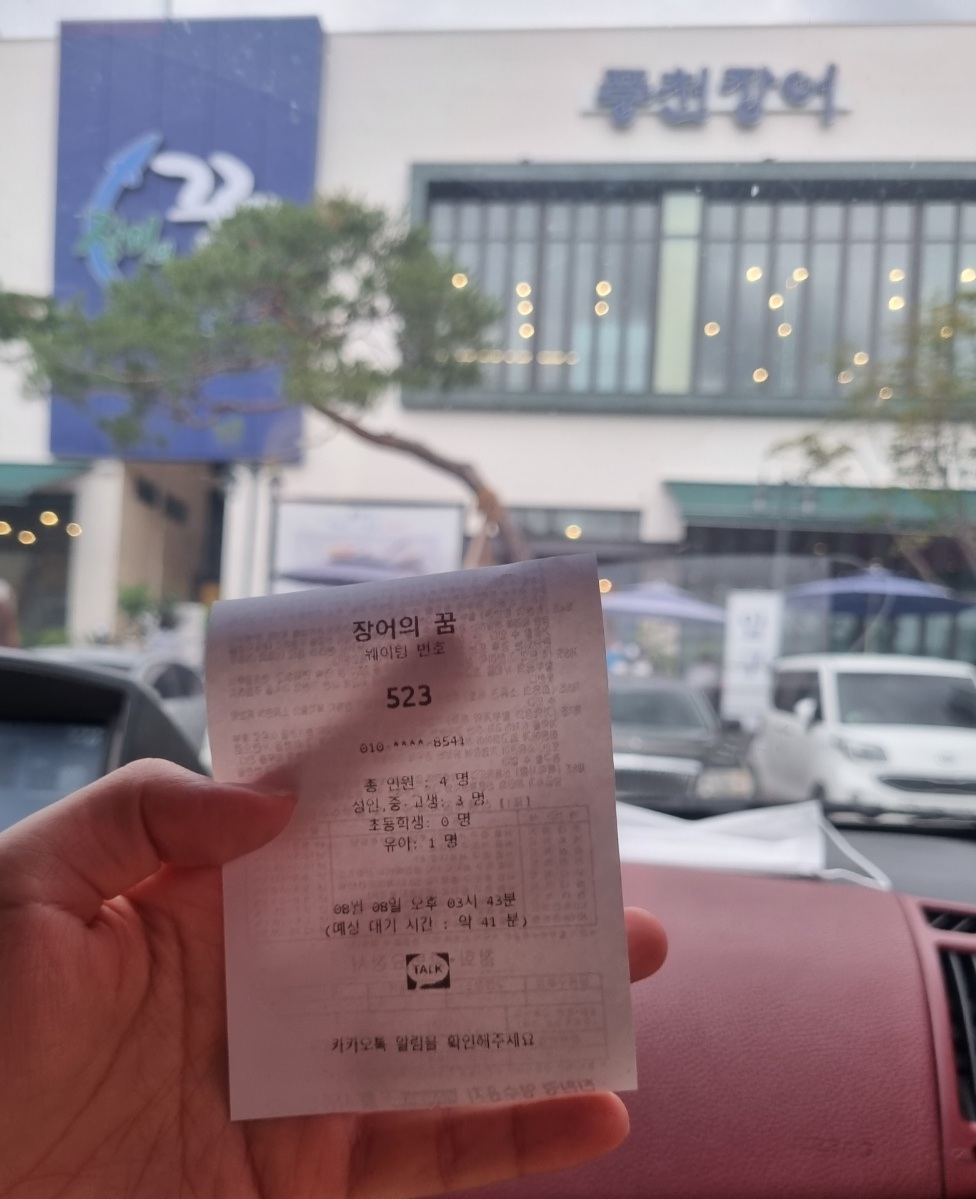 풍천장어
장어의 꿈
웨이팅 번호
523
010-****-8541
총 인원 : 4 명
성인,중·고생: 3 명
초등학생: 0 명
유아: 1 명
08월 08일 오후 03시 43분
(예상 대기 시간 : 약 41 분)
TALK
카카오톡 알림을 확인해주세요